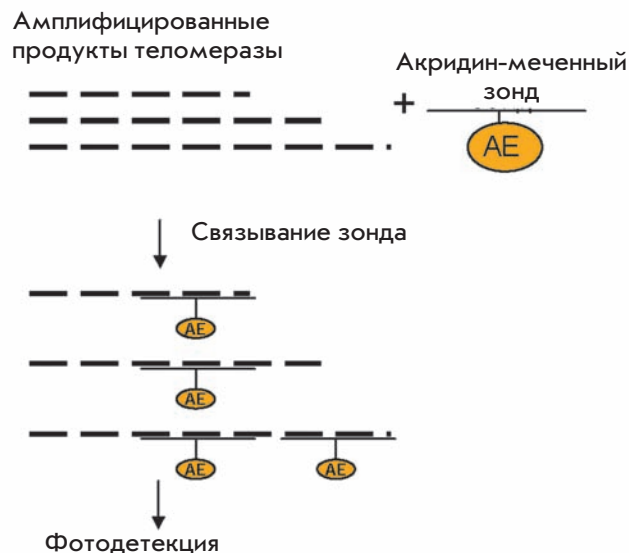 Амплифицированные
продукты теломеразы
Акридин-меченный
зонд
+
AE
Связывание зонда
AE
AE
AE
AE
Фотодетекция